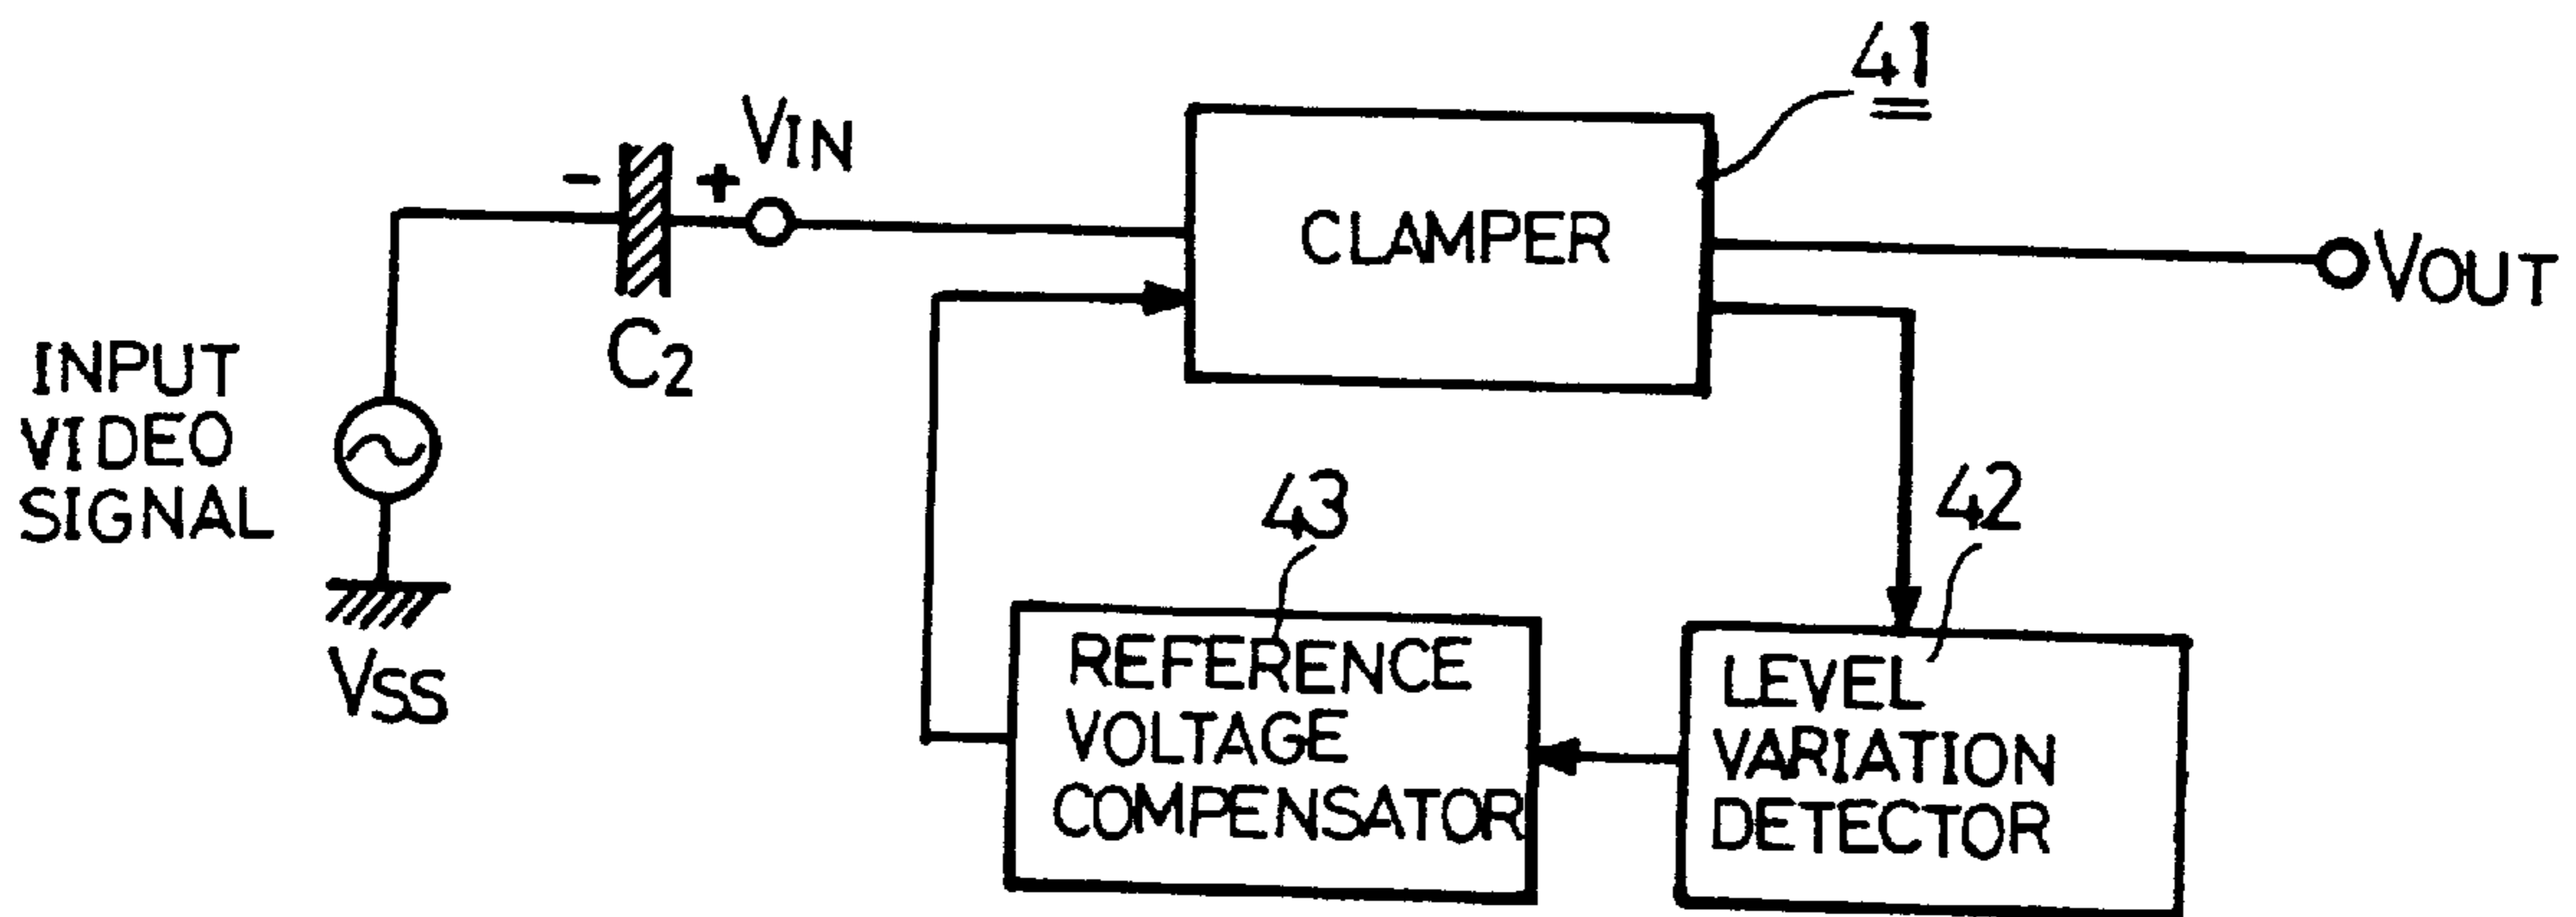 41
- + VIN
CLAMPER
VOUT
C2
INPUT
VIDEO
SIGNAL
VSS
43
42
REFERENCE
VOLTAGE
COMPENSATOR
LEVEL
VARIATION
DETECTOR